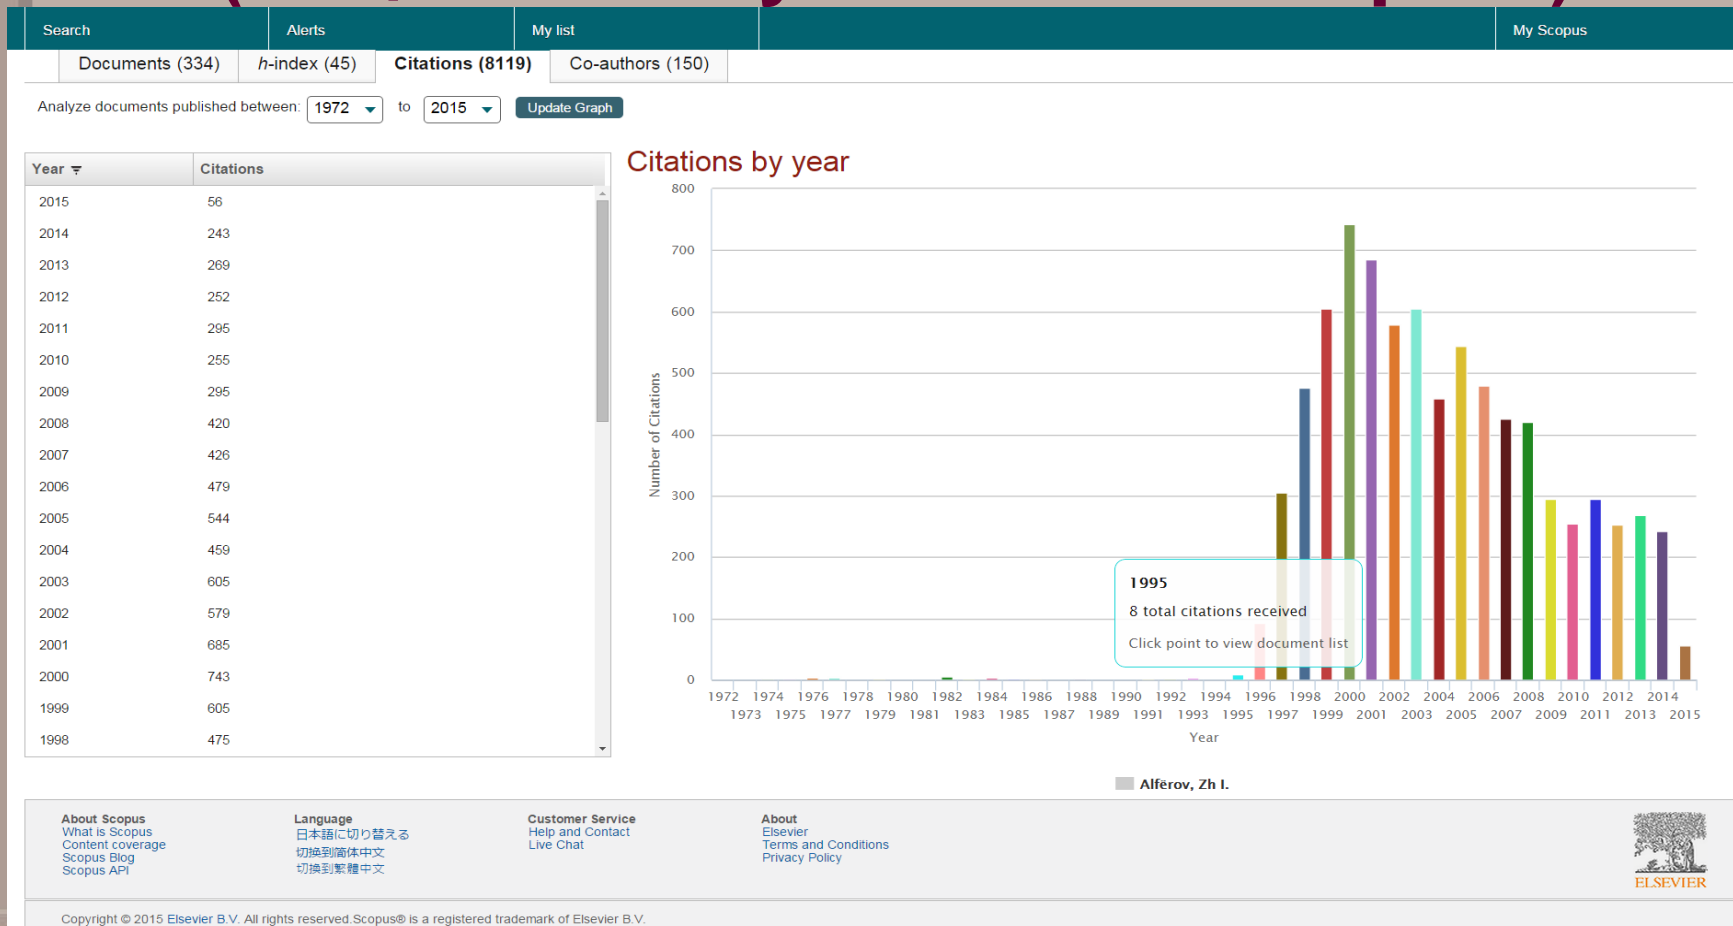 Search Alerts My list My Scopus
Documents (334) h-index (45) Citations (8119) Co-authors (150)
Analyze documents published between: 1972 to 2015 Update Graph
Year Citations
2015 56
2014 243
2013 269
2012 252
2011 295
2010 255
2009 295
2008 420
2007 426
2006 479
2005 544
2004 459
2003 605
2002 579
2001 685
2000 743
1999 605
1998 475
Citations by year
800
700
600
500
400
300
200
100
0
Number of Citations
1995
8 total citations received
Click point to view document list
1972 1974 1976 1978 1980 1982 1984 1986 1988 1990 1992 1994 1996 1998 2000 2002 2004 2006 2008 2010 2012 2014
1973 1975 1977 1979 1981 1983 1985 1987 1989 1991 1993 1995 1997 1999 2001 2003 2005 2007 2009 2011 2013 2015
Year
Alfërov, Zh I.
About Scopus
What is Scopus
Content coverage
Scopus Blog
Scopus API
Language
日本語に切り替える
切换到简体中文
切換到繁體中文
Customer Service
Help and Contact
Live Chat
About
Elsevier
Terms and Conditions
Privacy Policy
ELSEVIER
Copyright © 2015 Elsevier B.V. All rights reserved.Scopus® is a registered trademark of Elsevier B.V.